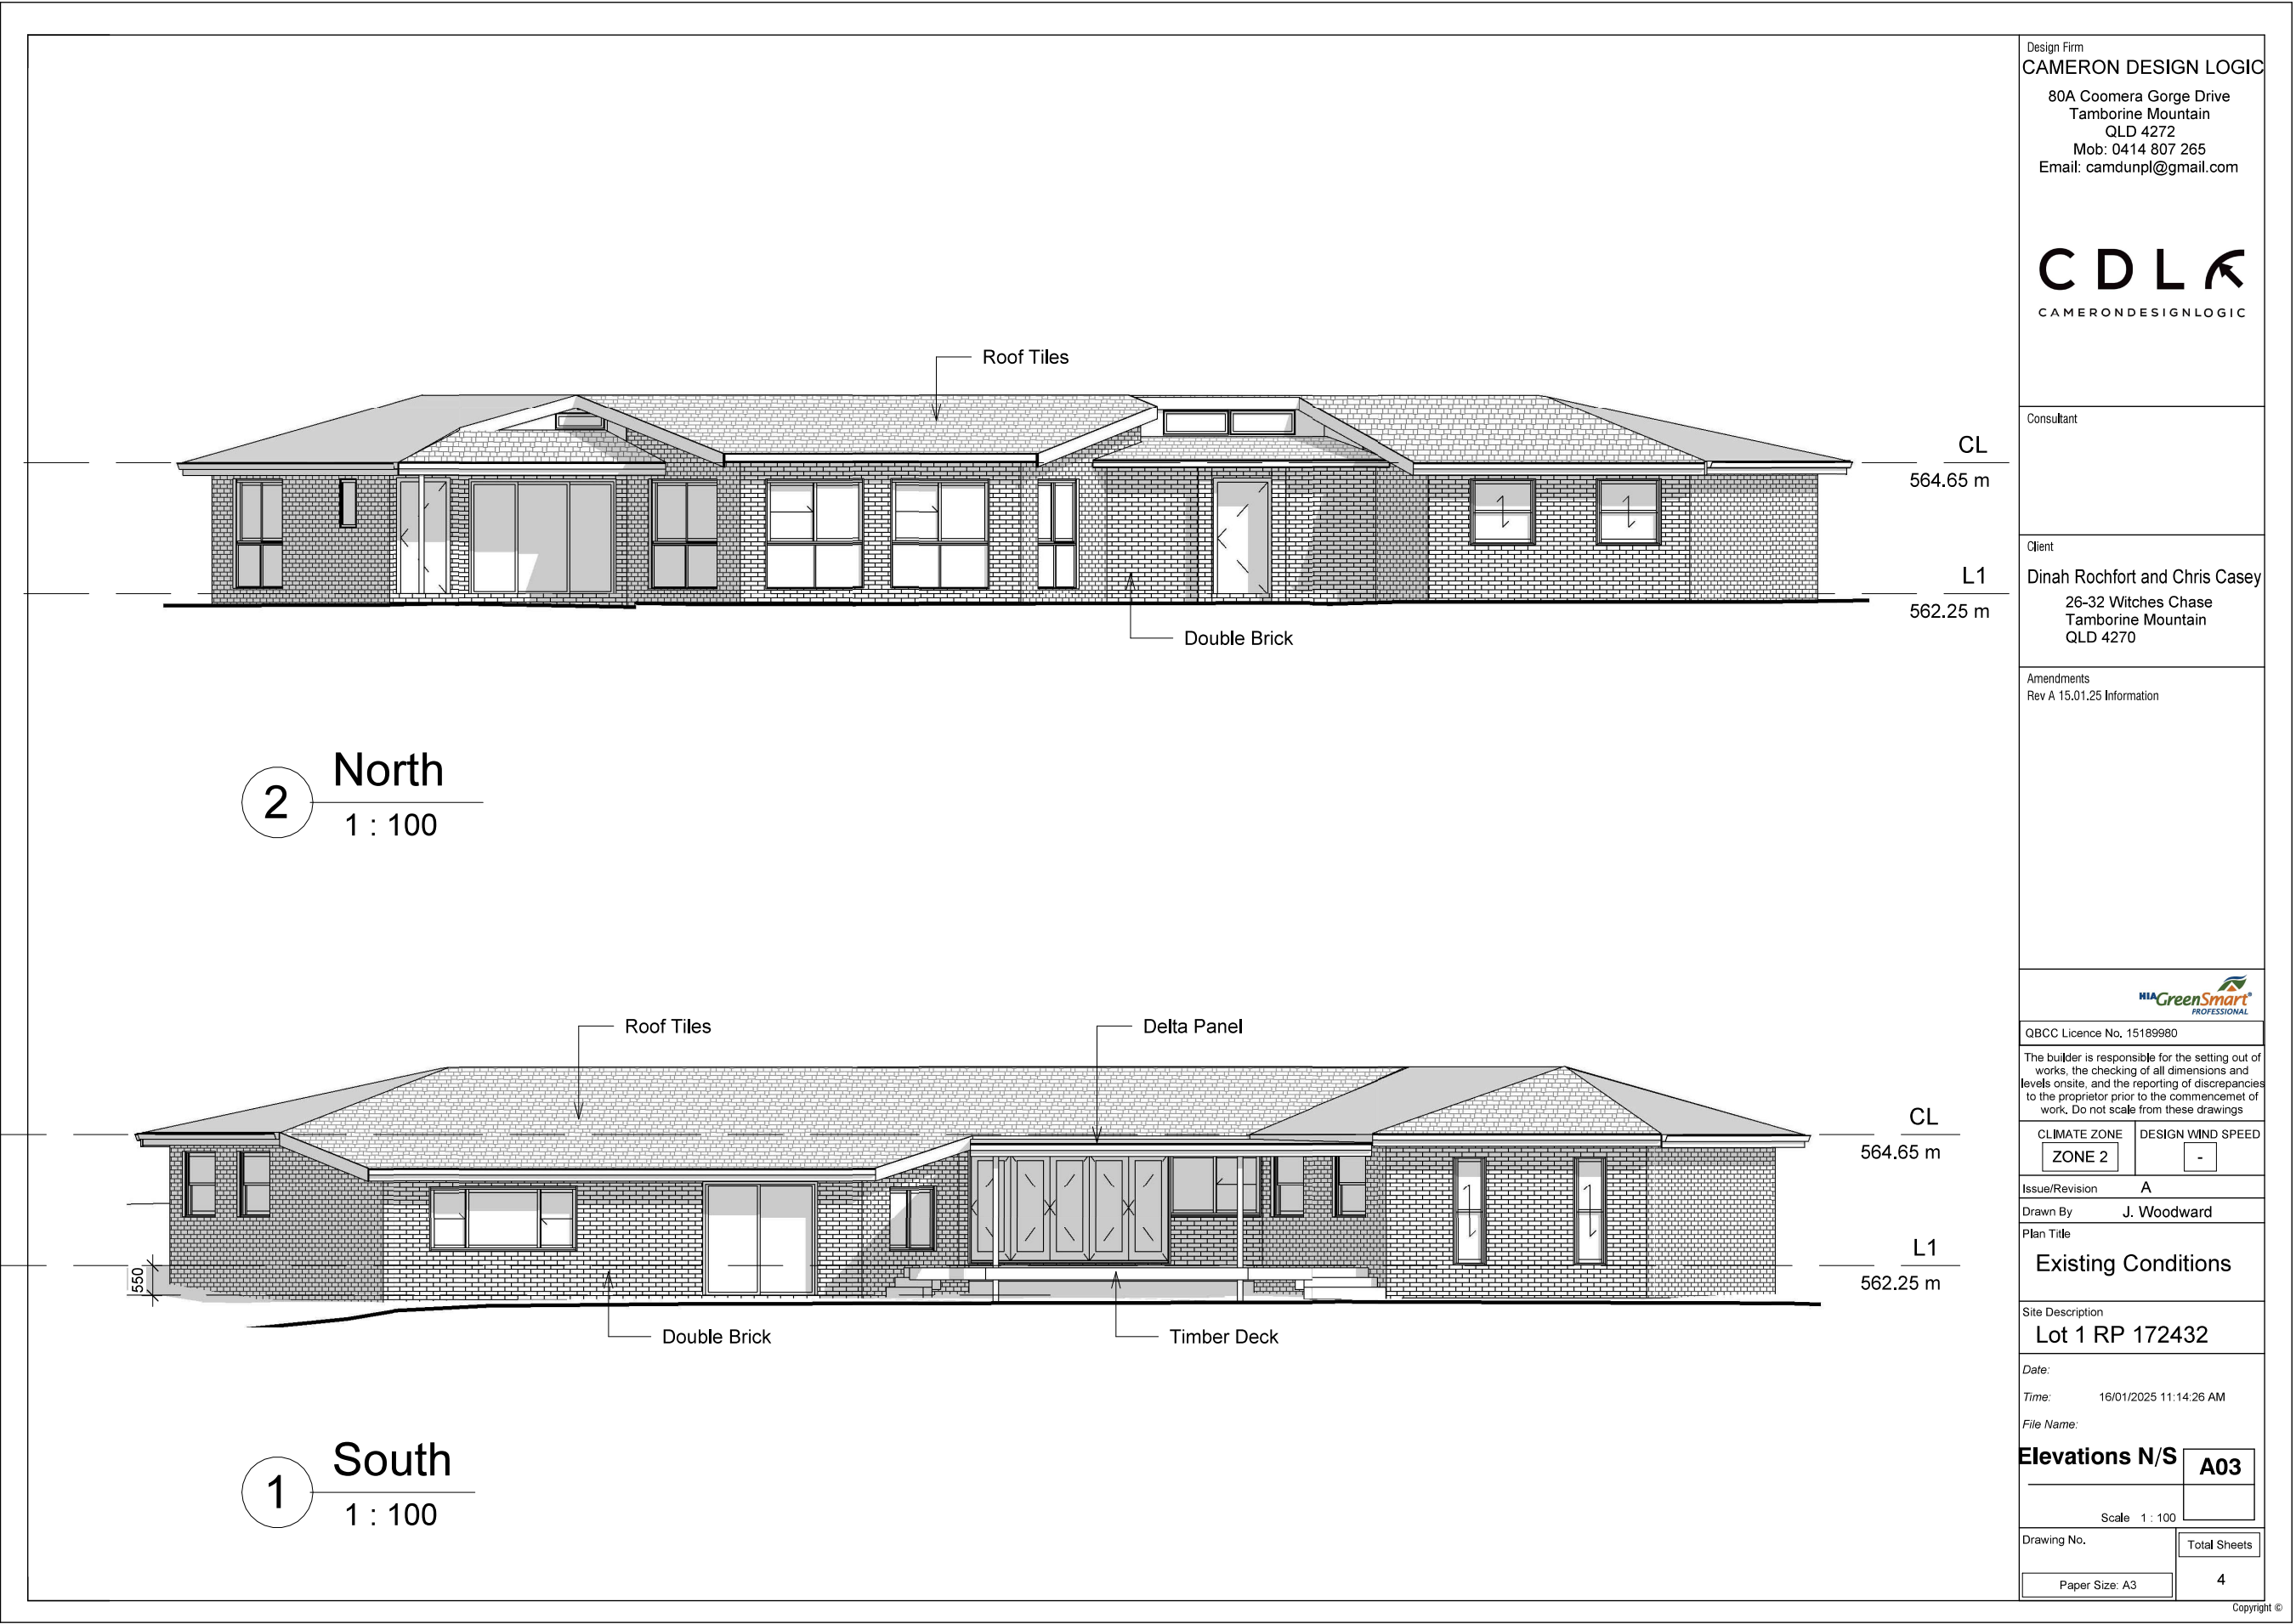 Roof Tiles
CL
564.65 m
L1
562.25 m
Double Brick
2
North
1 : 100
Roof Tiles
Delta Panel
CL
564.65 m
L1
562.25 m
550
Double Brick
Timber Deck
1
South
1 : 100
Design Firm
CAMERON DESIGN LOGIC
80A Coomera Gorge Drive
Tamborine Mountain
QLD 4272
Mob: 0414 807 265
Email: camdunpl@gmail.com
CDL
CAMERONDESIGNLOGIC
Consultant
Client
Dinah Rochfort and Chris Casey
26-32 Witches Chase
Tamborine Mountain
QLD 4270
Amendments
Rev A 15.01.25 Information
HIA GreenSmart
PROFESSIONAL
QBCC Licence No. 15189980
The builder is responsible for the setting out of
works, the checking of all dimensions and
levels onsite, and the reporting of discrepancies
to the proprietor prior to the commencemet of
work. Do not scale from these drawings
CLIMATE ZONE
ZONE 2
DESIGN WIND SPEED
-
Issue/Revision A
Drawn By J. Woodward
Plan Title
Existing Conditions
Site Description
Lot 1 RP 172432
Date:
Time: 16/01/2025 11:14:26 AM
File Name:
Elevations N/S
A03
Scale 1 : 100
Drawing No.
Total Sheets
Paper Size: A3
4
Copyright ©